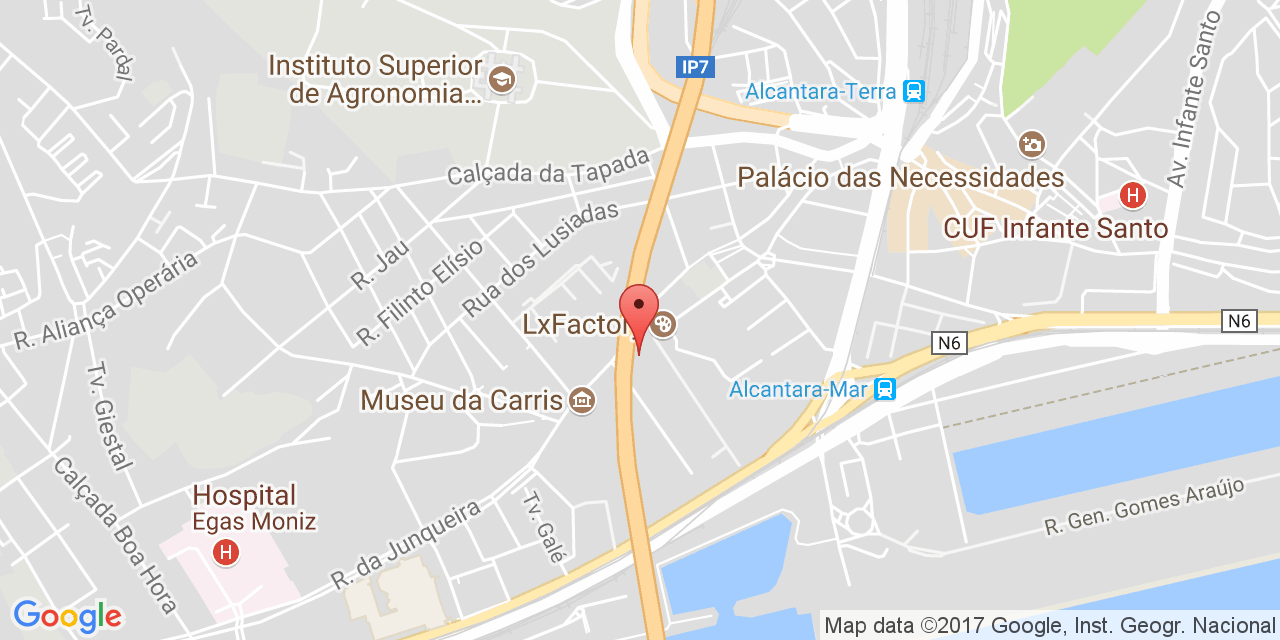 Tv. Pardal
Instituto Superior
de Agronomia...
IP7
Alcantara-Terra
Av. Infante Santo
Calçada da Tapada
Palácio das Necessidades
H
CUF Infante Santo
Rua dos Lusiadas
R. Jau
R. Filinto Elísio
R. Aliança Operária
LxFactory
N6
N6
Alcantara-Mar
Museu da Carris
Tv. Giestal
Calçada Boa Hora
Hospital
Egas Moniz
H
R. da Junqueira
Tv. Galé
R. Gen. Gomes Araújo
Google
Map data ©2017 Google, Inst. Geogr. Nacional